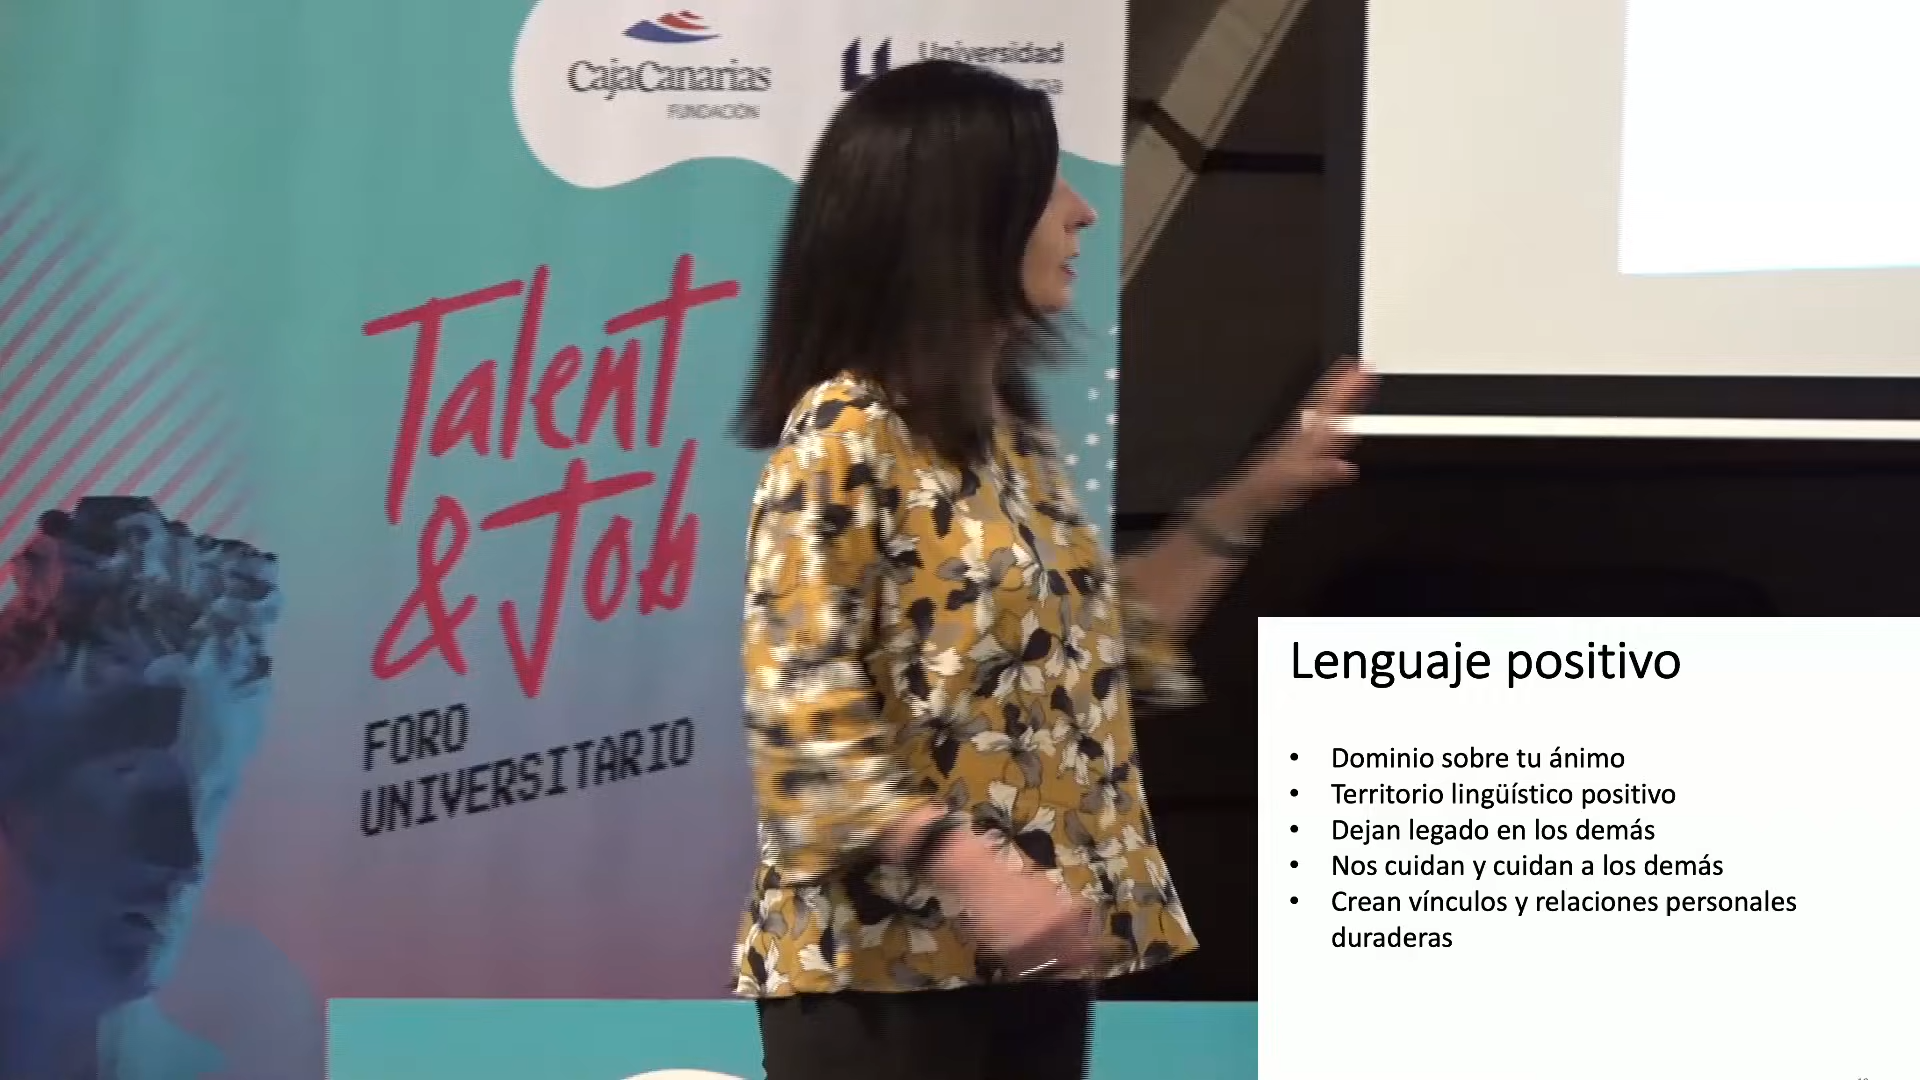 CajaCanarias
FUNDACIÓN
Universidad
Talent
& Job
FORO
UNIVERSITARIO
Lenguaje positivo
• Dominio sobre tu ánimo
• Territorio lingüístico positivo
• Dejan legado en los demás
• Nos cuidan y cuidan a los demás
• Crean vínculos y relaciones personales
duraderas